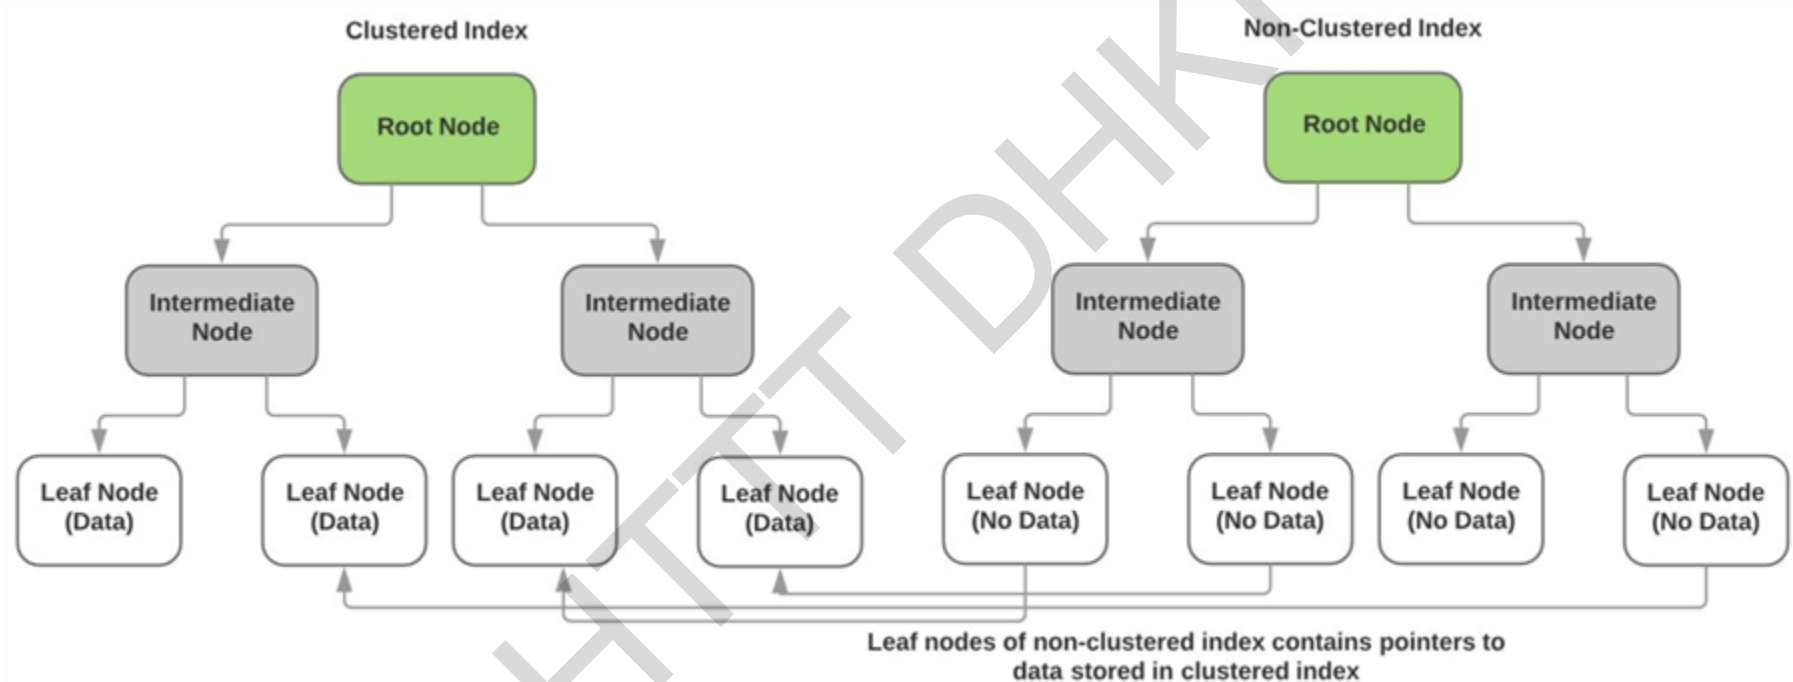 Clustered Index
Non-Clustered Index
Root Node
Root Node
Intermediate
Node
Intermediate
Node
Intermediate
Node
Intermediate
Node
Leaf Node
(Data)
Leaf Node
(Data)
Leaf Node
(Data)
Leaf Node
(Data)
Leaf Node
(No Data)
Leaf Node
(No Data)
Leaf Node
(No Data)
Leaf Node
(No Data)
Leaf nodes of non-clustered index contains pointers to
data stored in clustered index
HTTT DHK